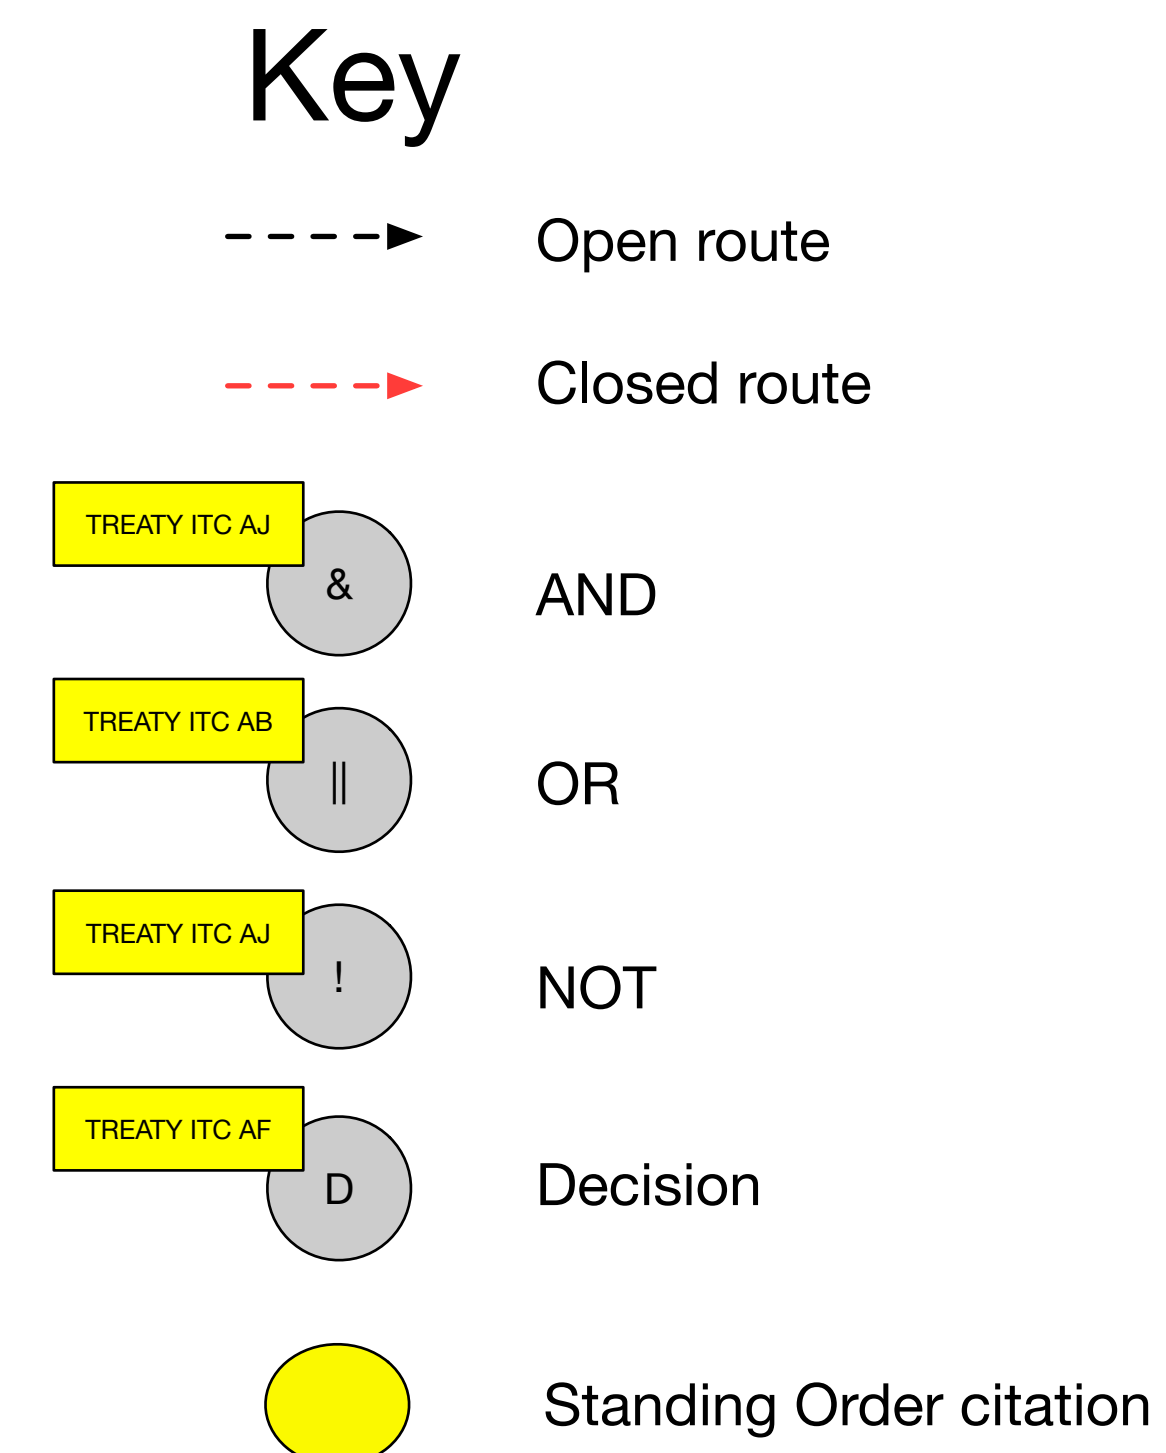 Key
Open route
Closed route
TREATY ITC AJ
&
AND
TREATY ITC AB
||
OR
TREATY ITC AJ
!
NOT
TREATY ITC AF
D
Decision
Standing Order citation